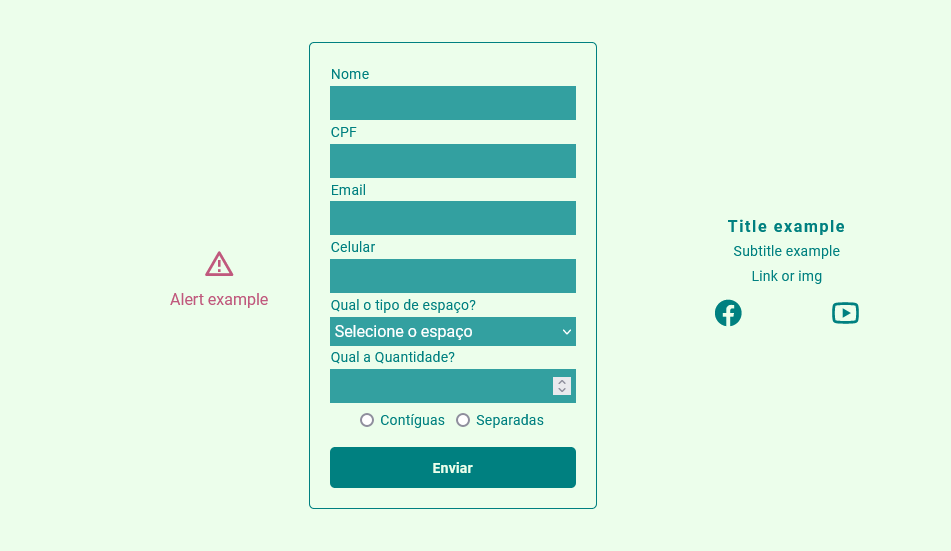 Alert example
Nome
CPF
Email
Celular
Qual o tipo de espaço?
Selecione o espaço
Qual a Quantidade?
Contíguas Separadas
Enviar
Title example
Subtitle example
Link or img